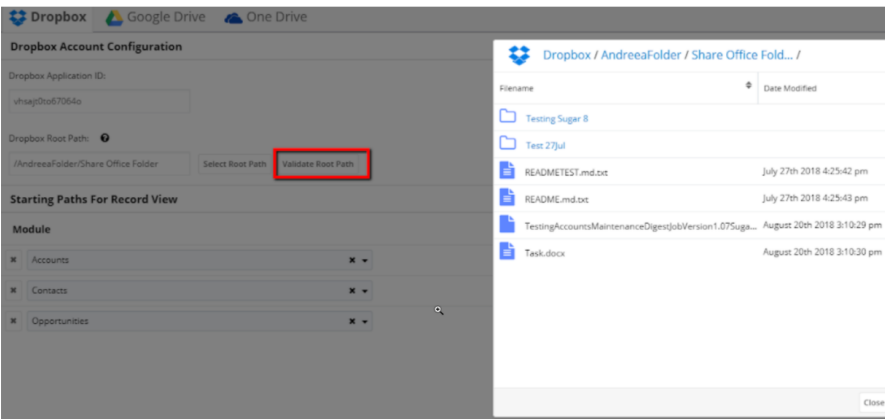 Dropbox Google Drive One Drive
Dropbox Account Configuration
Dropbox Application ID:
vhsajt0to67064o
Dropbox Root Path:
/AndreeaFolder/Share Office Folder Select Root Path Validate Root Path
Starting Paths For Record View
Module
Accounts
Contacts
Opportunities
Dropbox / AndreeaFolder / Share Office Fold... /
Filename Date Modified
Testing Sugar 8
Test 27Jul
READMETEST.md.txt July 27th 2018 4:25:42 pm
README.md.txt July 27th 2018 4:25:43 pm
TestingAccountsMaintenanceDigestJobVersion1.07Suga... August 20th 2018 3:10:29 pm
Task.docx August 20th 2018 3:10:30 pm
Close